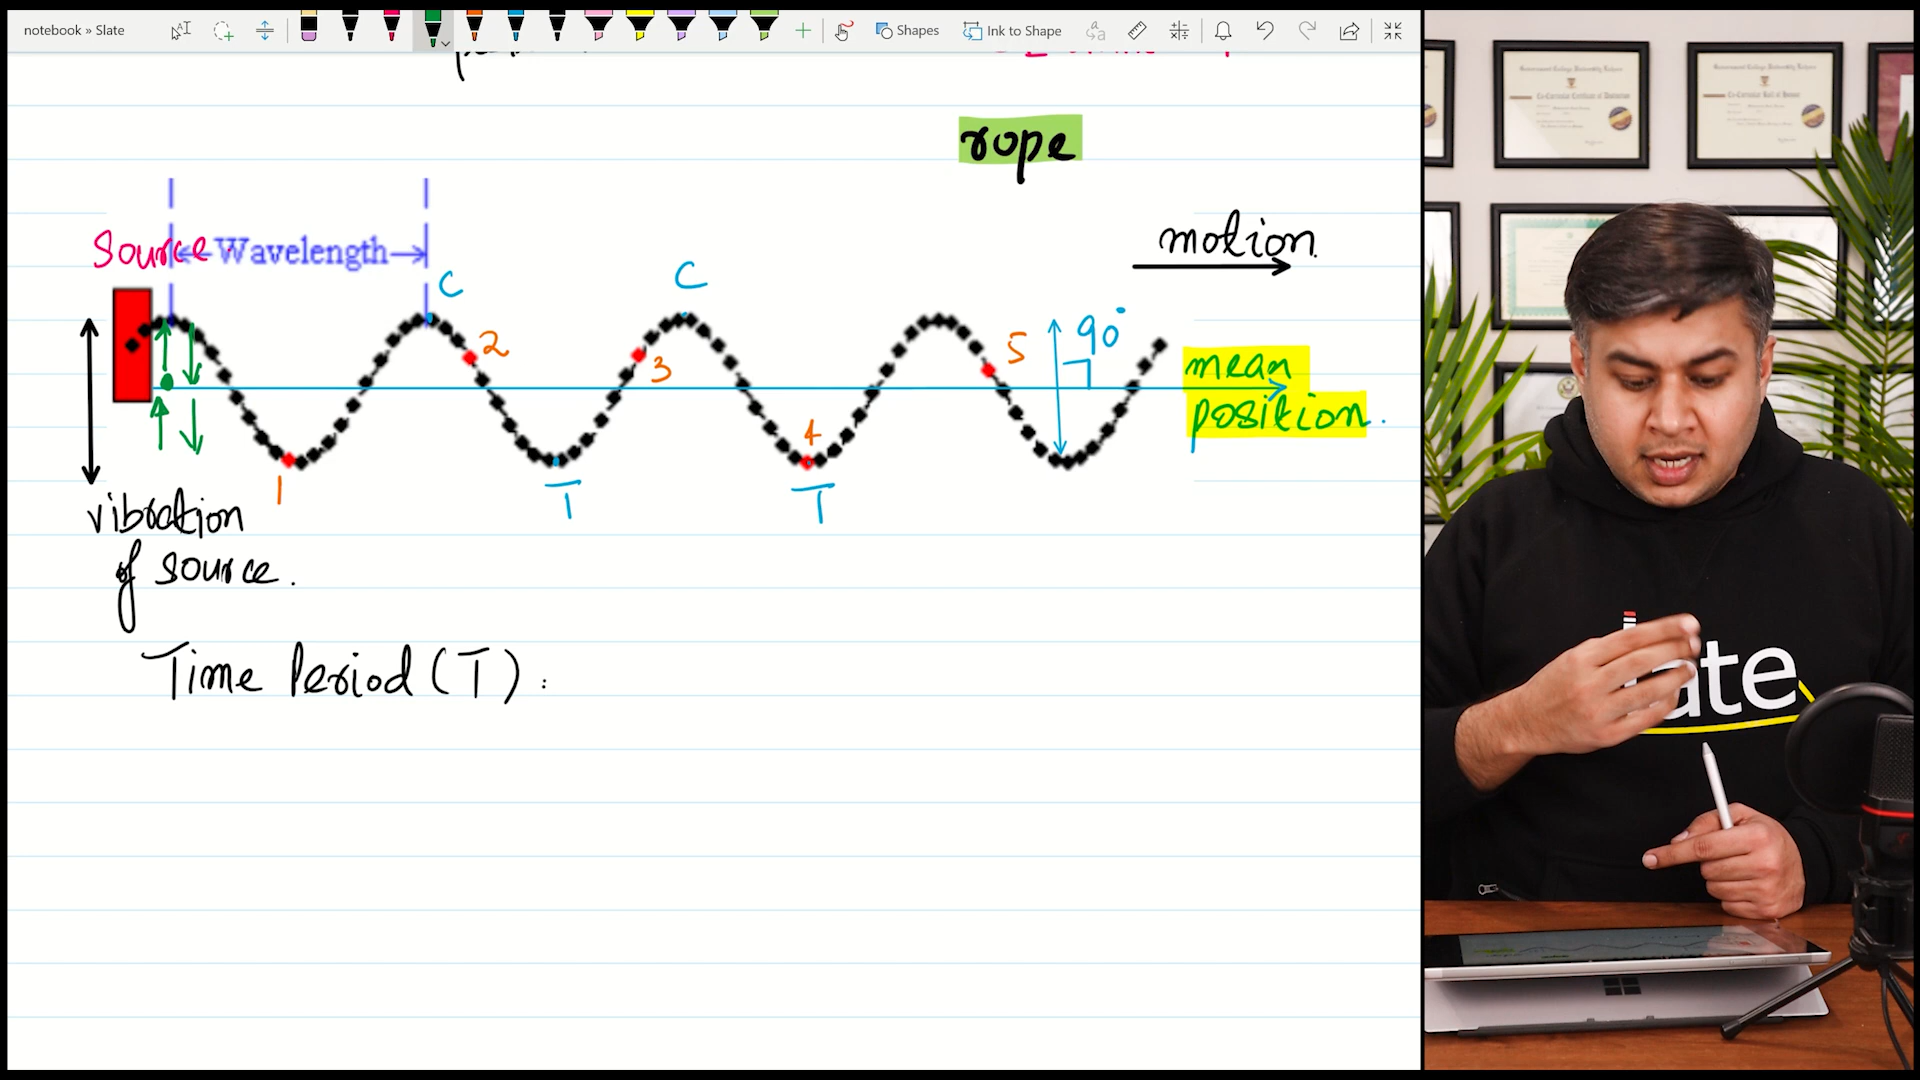 notebook » Slate
Shapes
Ink to Shape
rope
motion.
Source
Wavelength
C
C
2
3
5
90°
mean
position.
4
1
T
T
vibration
of source.
Time Period (T) :
Slate